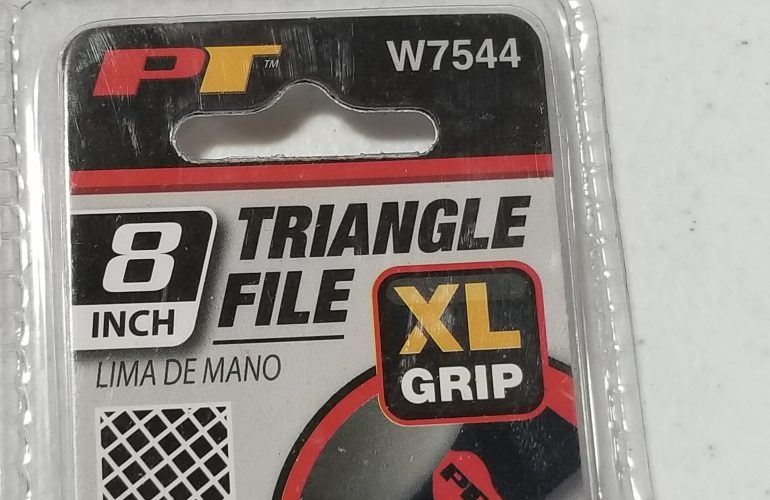 PT™ W7544
8
INCH
TRIANGLE
FILE
LIMA DE MANO
XL
GRIP